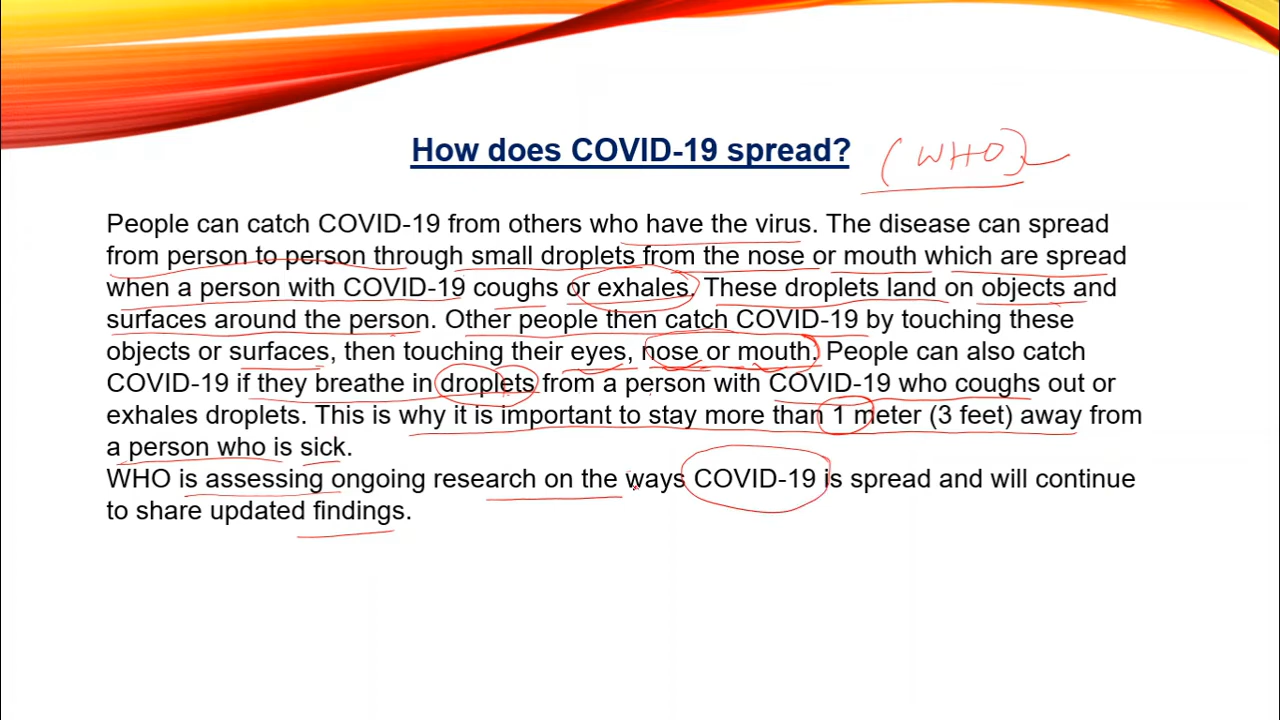 How does COVID-19 spread? (WHO)
People can catch COVID-19 from others who have the virus. The disease can spread
from person to person through small droplets from the nose or mouth which are spread
when a person with COVID-19 coughs or exhales. These droplets land on objects and
surfaces around the person. Other people then catch COVID-19 by touching these
objects or surfaces, then touching their eyes, nose or mouth. People can also catch
COVID-19 if they breathe in droplets from a person with COVID-19 who coughs out or
exhales droplets. This is why it is important to stay more than 1 meter (3 feet) away from
a person who is sick.
WHO is assessing ongoing research on the ways COVID-19 is spread and will continue
to share updated findings.